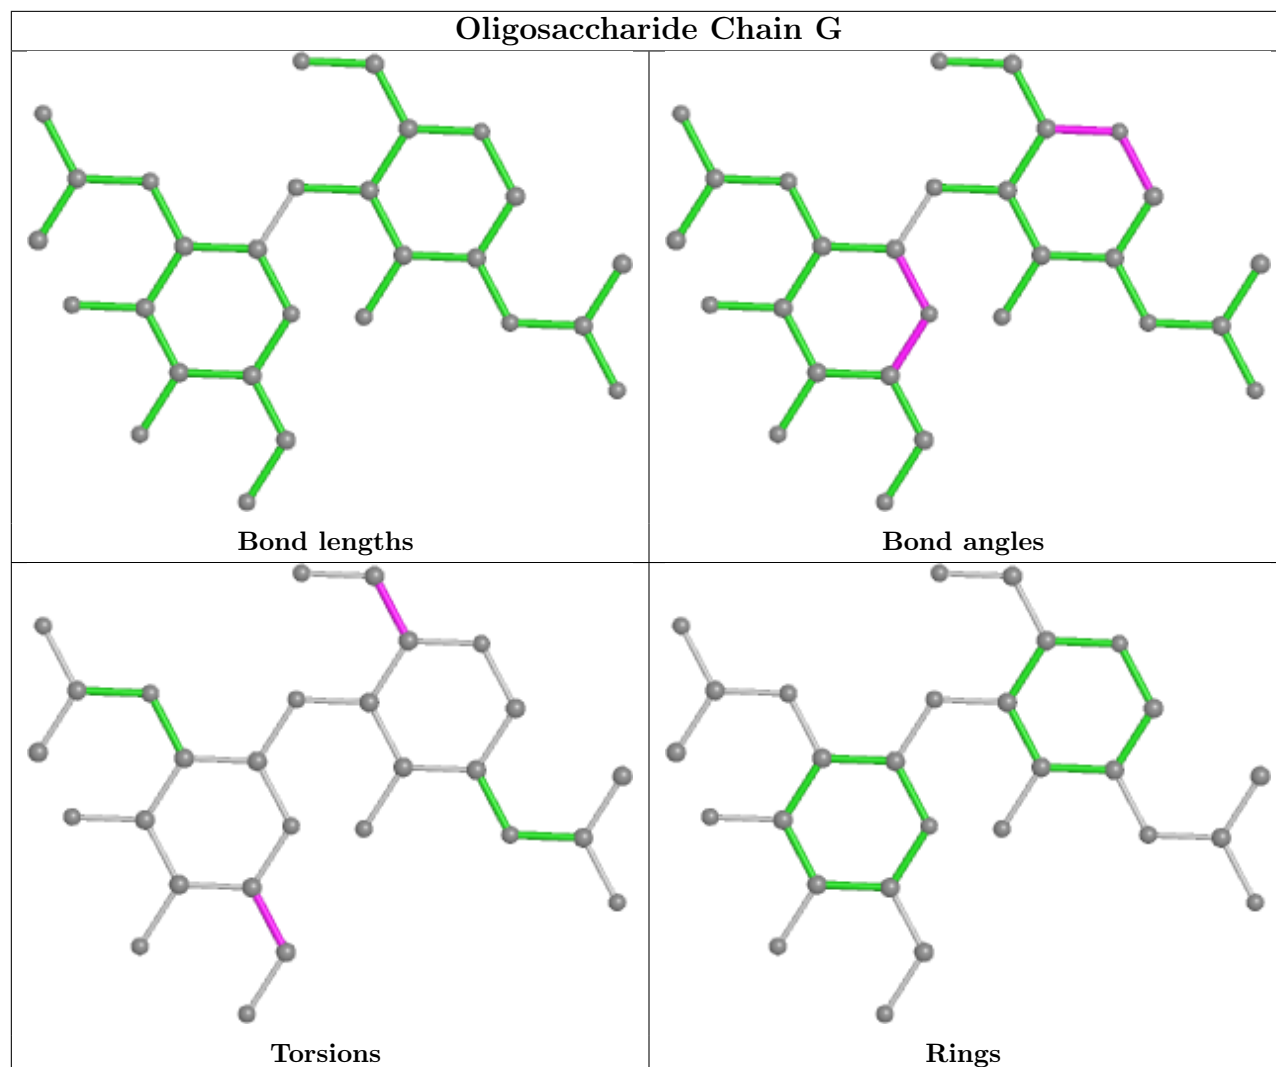 Oligosaccharide Chain G
Bond lengths
Bond angles
Torsions
Rings